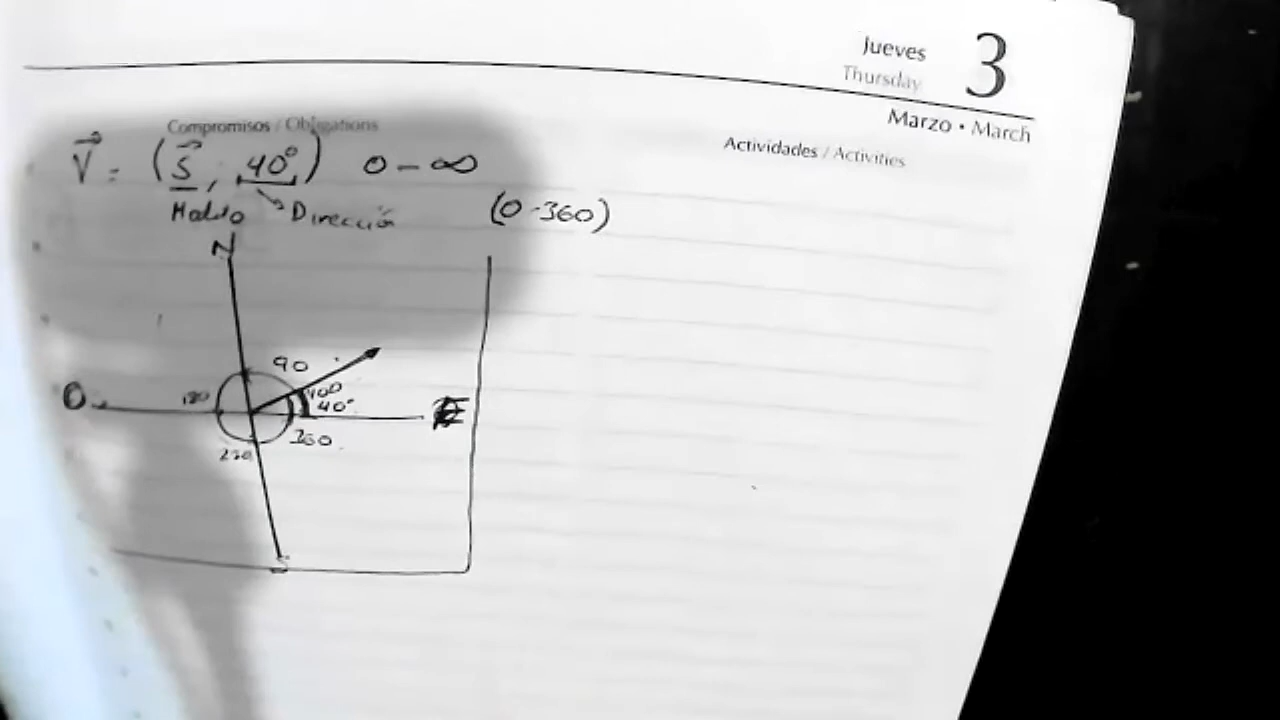 Jueves 3
Thursday
Marzo • March
Compromisos / Obligations
Actividades / Activities
V⃗ = (5⃗, 40°) 0 - ∞
Modulo Dirección (0-360)
N
90
40°
O 180 E
360
270
S